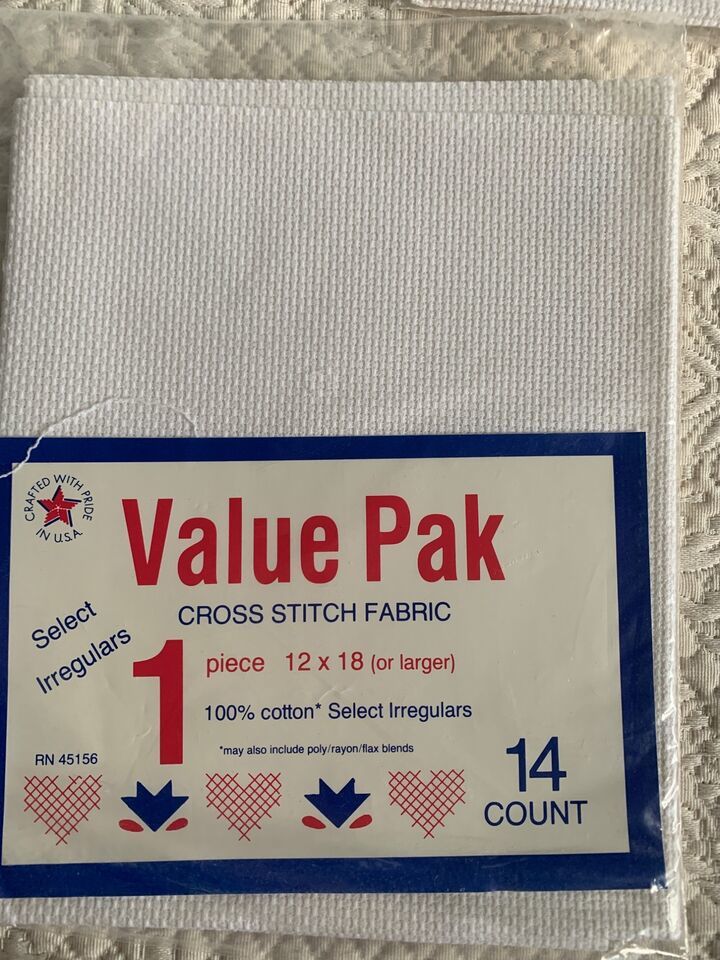 CRAFTED WITH PRIDE
IN U.S.A.
Value Pak
CROSS STITCH FABRIC
Select
Irregulars
1
piece 12 x 18 (or larger)
100% cotton* Select Irregulars
*may also include poly/rayon/flax blends
RN 45156
14
COUNT